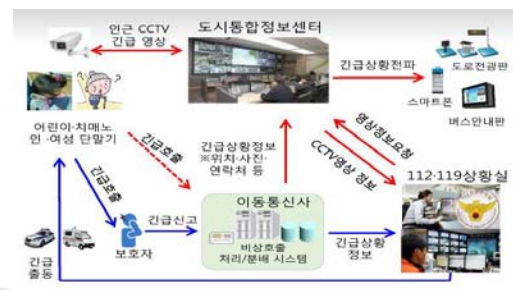 인근 CCTV
긴급 영상
도시통합정보센터
긴급상황전파
도로전광판
스마트폰
버스안내판
어린이·치매노
인·여성 단말기
긴급호출
긴급호출
긴급상황정보
※위치·사진·
연락처 등
영상정보요청
CCTV영상 정보
112·119상황실
이동통신사
비상호출
처리/분배 시스템
긴급신고
보호자
긴급상황
정보
긴급
출동